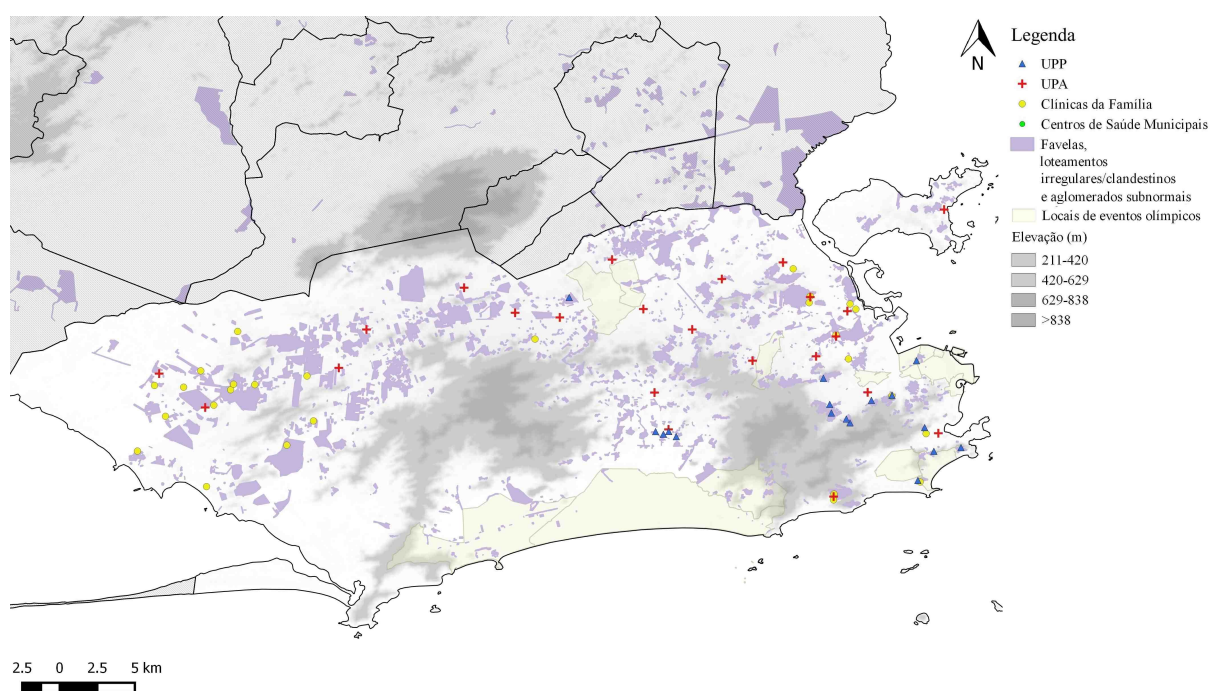 N
Legenda
UPP
UPA
Clínicas da Família
Centros de Saúde Municipais
Favelas,
loteamentos
irregulares/clandestinos
e aglomerados subnormais
Locais de eventos olímpicos
Elevação (m)
211-420
420-629
629-838
>838
2.5 0 2.5 5 km